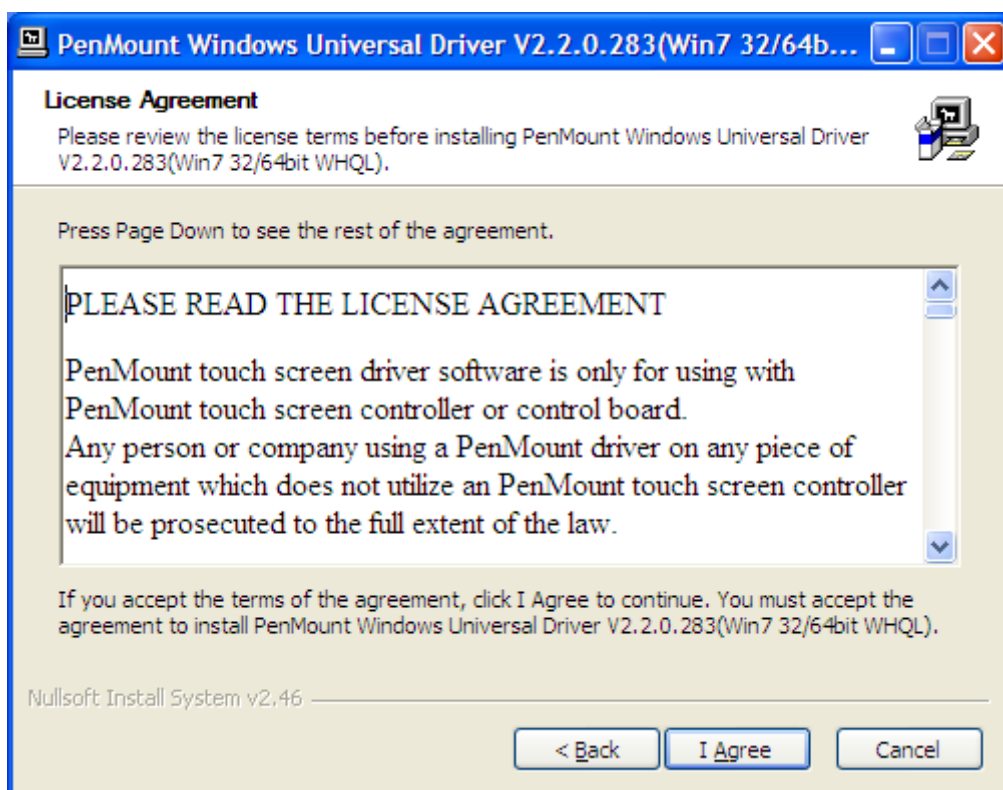 PenMount Windows Universal Driver V2.2.0.283(Win7 32/64b...
License Agreement
Please review the license terms before installing PenMount Windows Universal Driver
V2.2.0.283(Win7 32/64bit WHQL).
Press Page Down to see the rest of the agreement.
PLEASE READ THE LICENSE AGREEMENT
PenMount touch screen driver software is only for using with
PenMount touch screen controller or control board.
Any person or company using a PenMount driver on any piece of
equipment which does not utilize an PenMount touch screen controller
will be prosecuted to the full extent of the law.
If you accept the terms of the agreement, click I Agree to continue. You must accept the
agreement to install PenMount Windows Universal Driver V2.2.0.283(Win7 32/64bit WHQL).
Nullsoft Install System v2.46
< Back
I Agree
Cancel